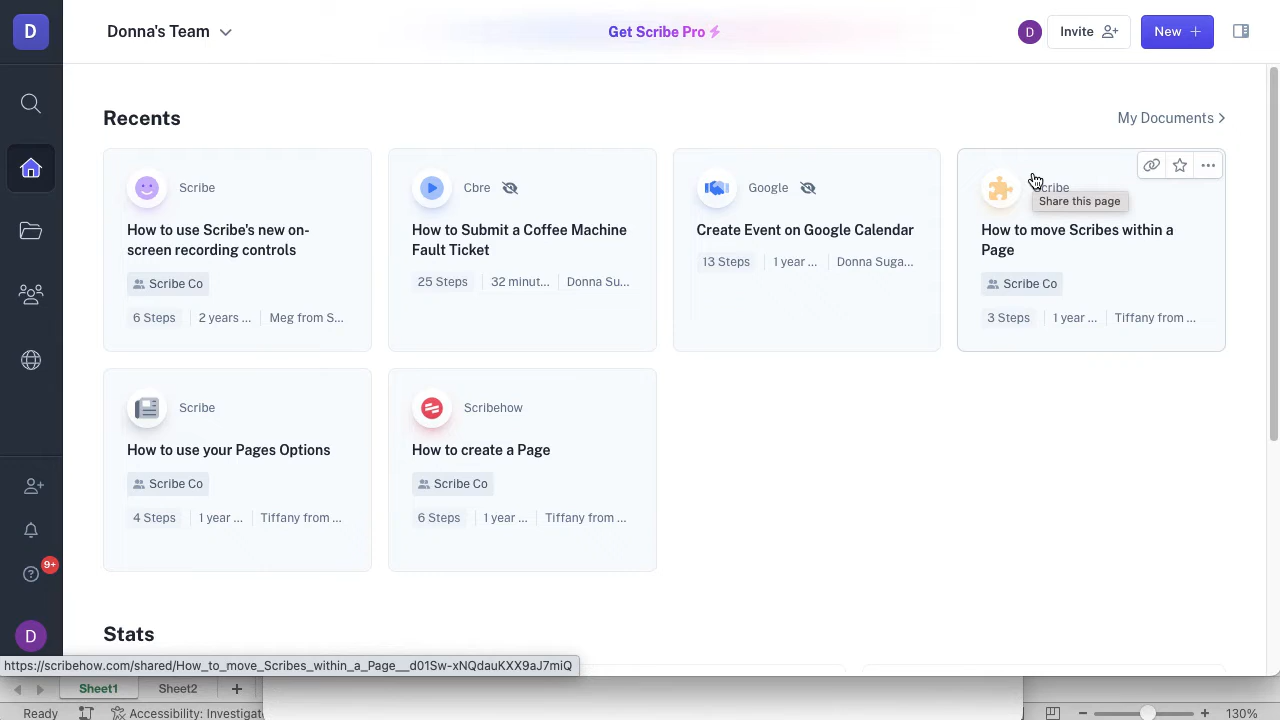 D
Donna's Team
Get Scribe Pro
D
Invite
New
Recents
My Documents
Scribe
How to use Scribe's new on-
screen recording controls
Scribe Co
6 Steps
2 years ...
Meg from S...
Cbre
How to Submit a Coffee Machine
Fault Ticket
25 Steps
32 minut...
Donna Su...
Google
Create Event on Google Calendar
13 Steps
1 year ...
Donna Suga...
cribe
Share this page
How to move Scribes within a
Page
Scribe Co
3 Steps
1 year ...
Tiffany from ...
Scribe
How to use your Pages Options
Scribe Co
4 Steps
1 year ...
Tiffany from ...
Scribehow
How to create a Page
Scribe Co
6 Steps
1 year ...
Tiffany from ...
9+
Stats
D
https://scribehow.com/shared/How_to_move_Scribes_within_a_Page__d01Sw-xNQdauKXX9aJ7miQ
Sheet1
Sheet2
Ready
Accessibility: Investigat
130%